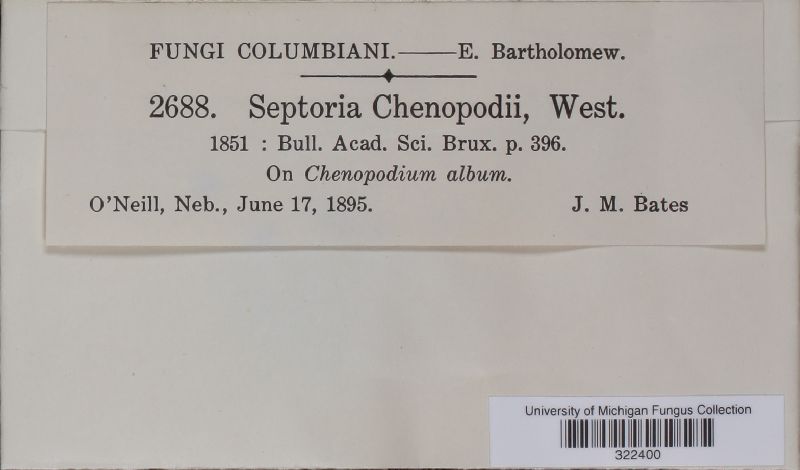 FUNGI COLUMBIANI.——E. Bartholomew.
2688. Septoria Chenopodii, West.
1851 : Bull. Acad. Sci. Brux. p. 396.
On Chenopodium album.
O'Neill, Neb., June 17, 1895. J. M. Bates
University of Michigan Fungus Collection
322400